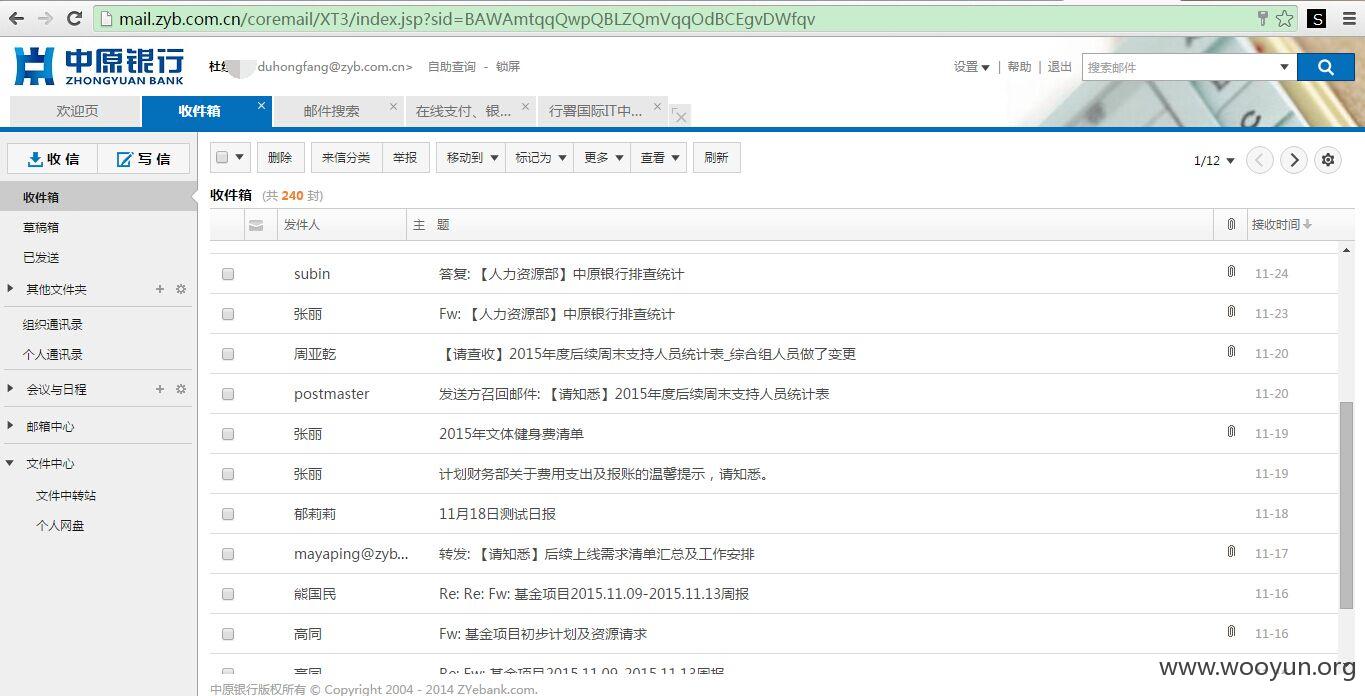 mail.zyb.com.cn/coremail/XT3/index.jsp?sid=BAWAmtqqQwpQBLZQmVqqOdBCEgvDWfqv
S
中原银行
ZHONGYUAN BANK
杜 duhongfang@zyb.com.cn> 自助查询 - 锁屏
设置 | 帮助 | 退出 搜索邮件
欢迎页 收件箱 邮件搜索 在线支付、银... 行署国际IT中...
收信 写信
删除 来信分类 举报 移动到 标记为 更多 查看 刷新 1/12
收件箱 (共 240 封)
发件人 主 题 接收时间
subin 答复: 【人力资源部】中原银行排查统计 11-24
张丽 Fw: 【人力资源部】中原银行排查统计 11-23
周亚乾 【请查收】2015年度后续周末支持人员统计表_综合组人员做了变更 11-20
postmaster 发送方召回邮件: 【请知悉】2015年度后续周末支持人员统计表 11-20
张丽 2015年文体健身费清单 11-19
张丽 计划财务部关于费用支出及报账的温馨提示，请知悉。 11-19
郁莉莉 11月18日测试日报 11-18
mayaping@zyb... 转发: 【请知悉】后续上线需求清单汇总及工作安排 11-17
熊国民 Re: Re: Fw: 基金项目2015.11.09-2015.11.13周报 11-16
高同 Fw: 基金项目初步计划及资源请求 11-16
高同 Re: Fw: 基金项目2015.11.09-2015.11.13周报
收件箱
草稿箱
已发送
其他文件夹
组织通讯录
个人通讯录
会议与日程
邮箱中心
文件中心
文件中转站
个人网盘
中原银行版权所有 © Copyright 2004 - 2014 ZYebank.com.
www.wooyun.org